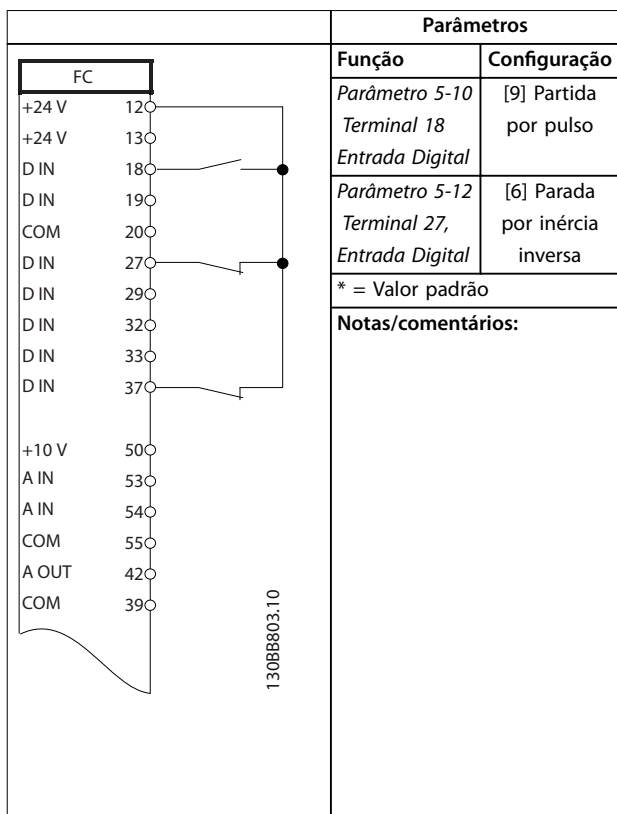 FC
+24 V 12
+24 V 13
D IN 18
D IN 19
COM 20
D IN 27
D IN 29
D IN 32
D IN 33
D IN 37
+10 V 50
A IN 53
A IN 54
COM 55
A OUT 42
COM 39
130BB803.10
Parâmetros
Função Configuração
Parâmetro 5-10 [9] Partida
Terminal 18 por pulso
Entrada Digital
Parâmetro 5-12 [6] Parada
Terminal 27, por inércia
Entrada Digital inversa
* = Valor padrão
Notas/comentários: